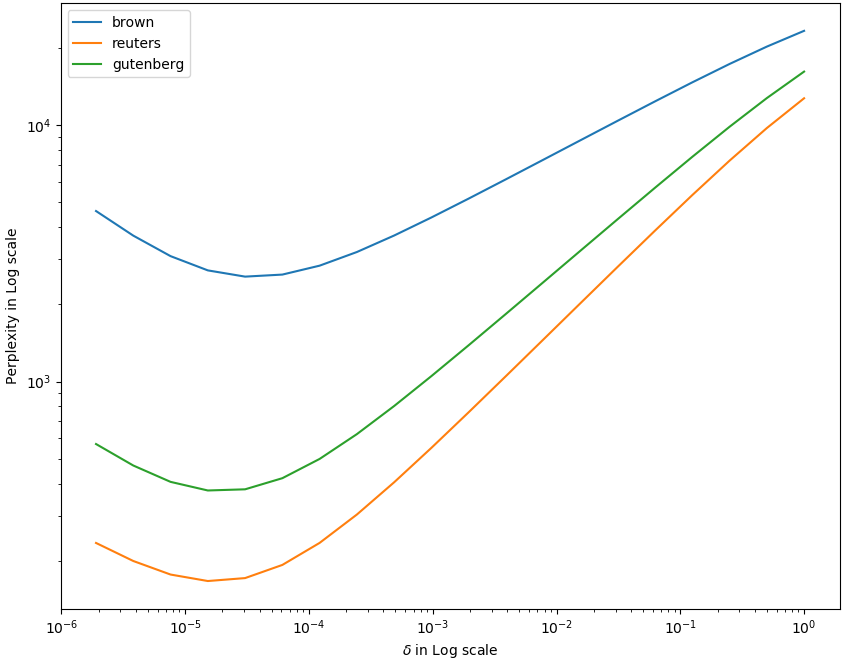 brown
reuters
gutenberg
10^4
10^3
Perplexity in Log scale
10^-6 10^-5 10^-4 10^-3 10^-2 10^-1 10^0
δ in Log scale